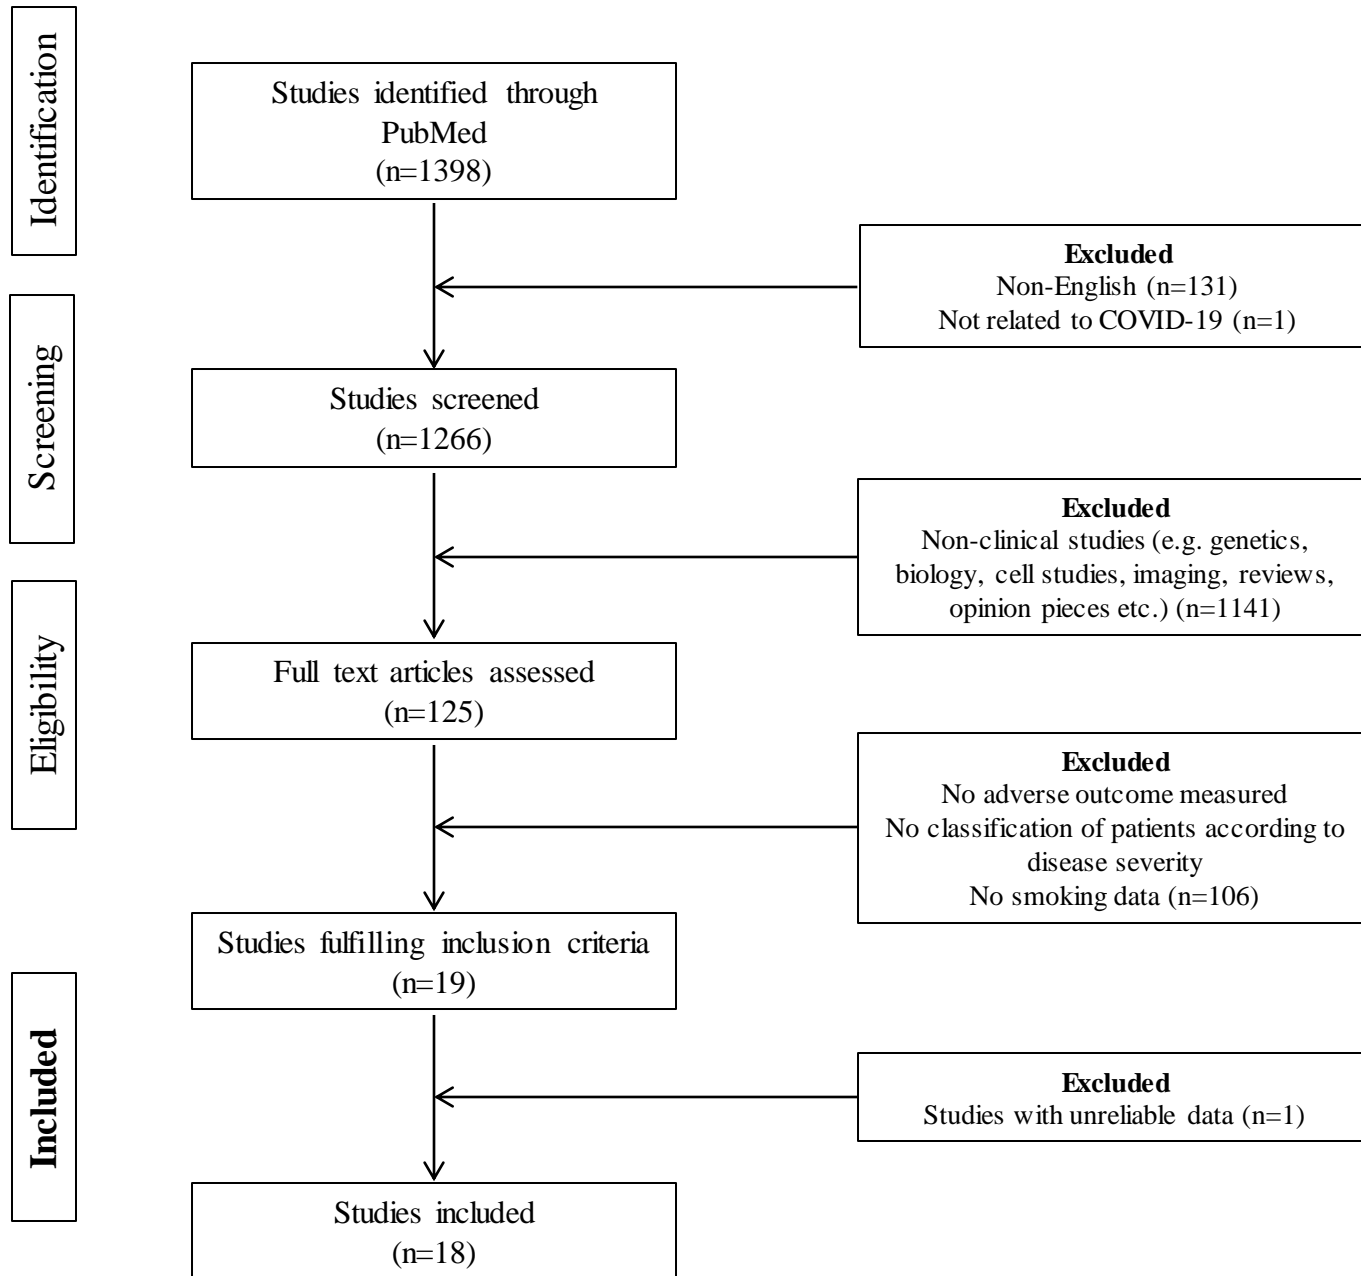 Identification
Studies identified through
PubMed
(n=1398)
Excluded
Non-English (n=131)
Not related to COVID-19 (n=1)
Screening
Studies screened
(n=1266)
Excluded
Non-clinical studies (e.g. genetics,
biology, cell studies, imaging, reviews,
opinion pieces etc.) (n=1141)
Eligibility
Full text articles assessed
(n=125)
Excluded
No adverse outcome measured
No classification of patients according to
disease severity
No smoking data (n=106)
Studies fulfilling inclusion criteria
(n=19)
Included
Excluded
Studies with unreliable data (n=1)
Studies included
(n=18)